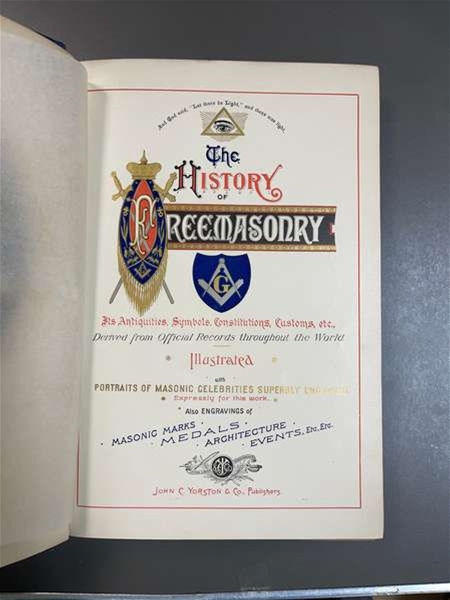 And God said, "Let there be Light," and there was light.
The
HISTORY
OF
FREEMASONRY
G
Its Antiquities, Symbols, Constitutions, Customs, etc.,
Derived from Official Records throughout the World
Illustrated
with
PORTRAITS OF MASONIC CELEBRITIES SUPERBLY
Expressly for this work.
Also ENGRAVINGS of
MASONIC MARKS MEDALS ARCHITECTURE EVENTS, Etc. Etc.
JOHN C. YORSTON & Co., Publishers.